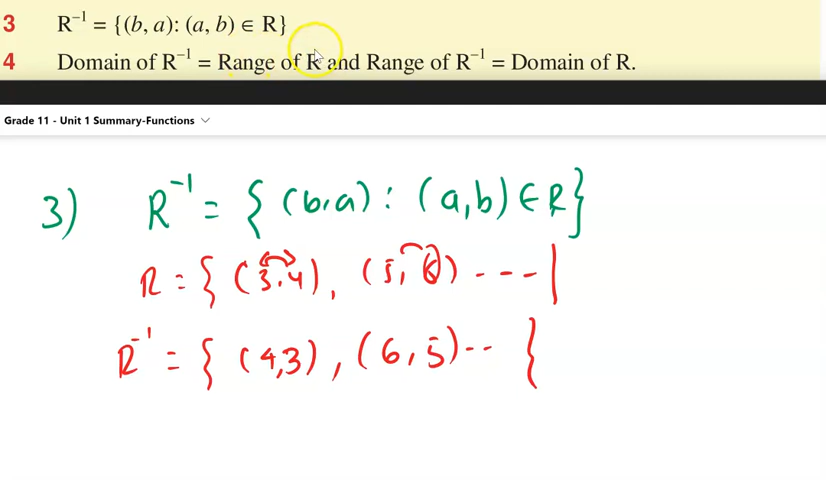 3 R⁻¹ = {(b, a): (a, b) ∈ R}
4 Domain of R⁻¹ = Range of R and Range of R⁻¹ = Domain of R.
Grade 11 - Unit 1 Summary-Functions
3) R⁻¹ = { (b,a) : (a,b) ∈ R}
R = { (3.4), (5, 6) - - - |
R⁻¹ = { (4,3), (6,5) -- {